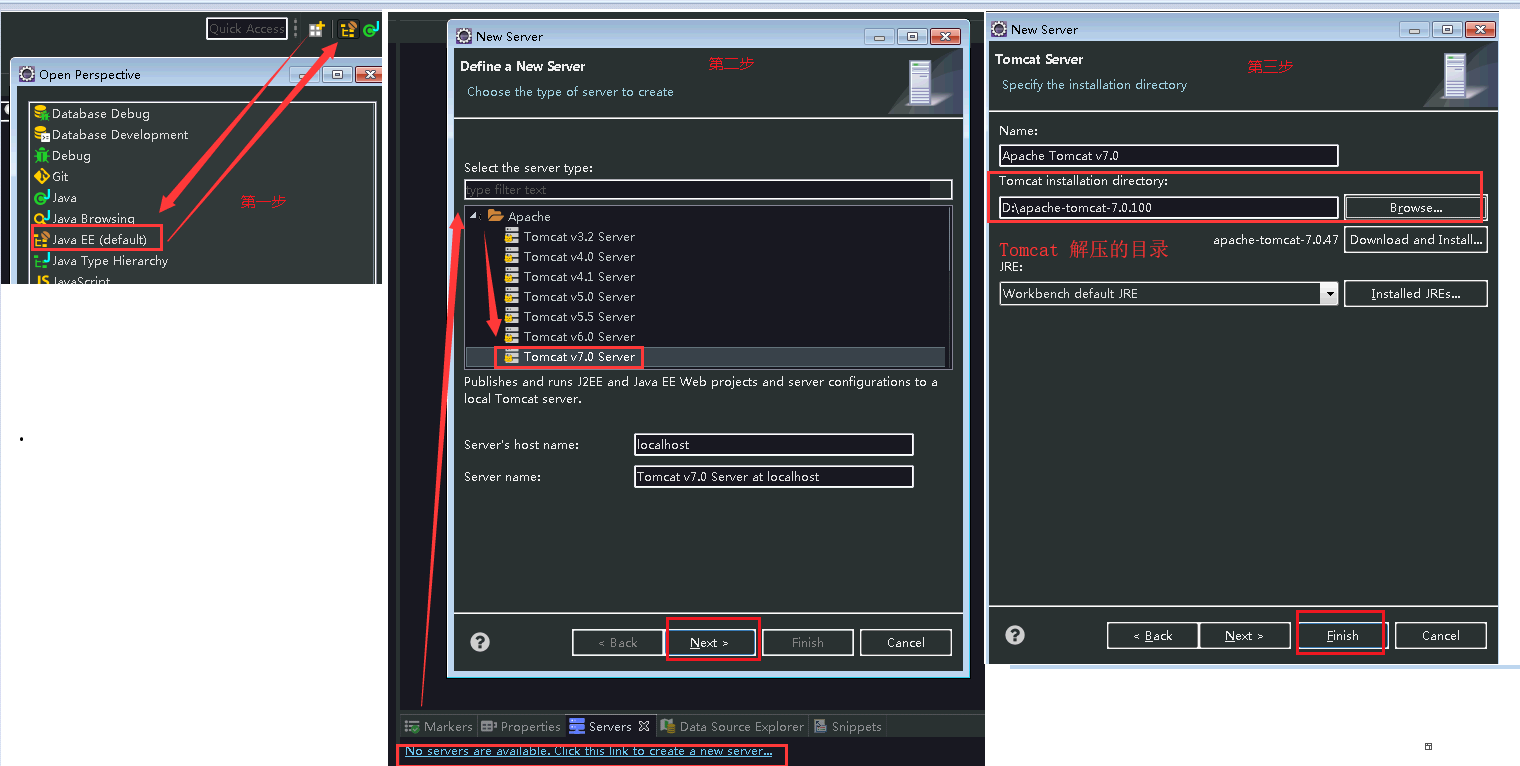 Quick Access
Open Perspective
Database Debug
Database Development
Debug
Git
Java
Java Browsing
Java EE (default)
Java Type Hierarchy
JavaScript
第一步
New Server
Define a New Server
第二步
Choose the type of server to create
Select the server type:
type filter text
Apache
Tomcat v3.2 Server
Tomcat v4.0 Server
Tomcat v4.1 Server
Tomcat v5.0 Server
Tomcat v5.5 Server
Tomcat v6.0 Server
Tomcat v7.0 Server
Publishes and runs J2EE and Java EE Web projects and server configurations to a
local Tomcat server.
Server's host name: localhost
Server name: Tomcat v7.0 Server at localhost
< Back Next > Finish Cancel
Markers Properties Servers Data Source Explorer Snippets
No servers are available. Click this link to create a new server...
New Server
Tomcat Server
第三步
Specify the installation directory
Name:
Apache Tomcat v7.0
Tomcat installation directory:
D:\apache-tomcat-7.0.100 Browse...
apache-tomcat-7.0.47 Download and Install...
Tomcat 解压的目录
JRE:
Workbench default JRE Installed JREs...
< Back Next > Finish Cancel